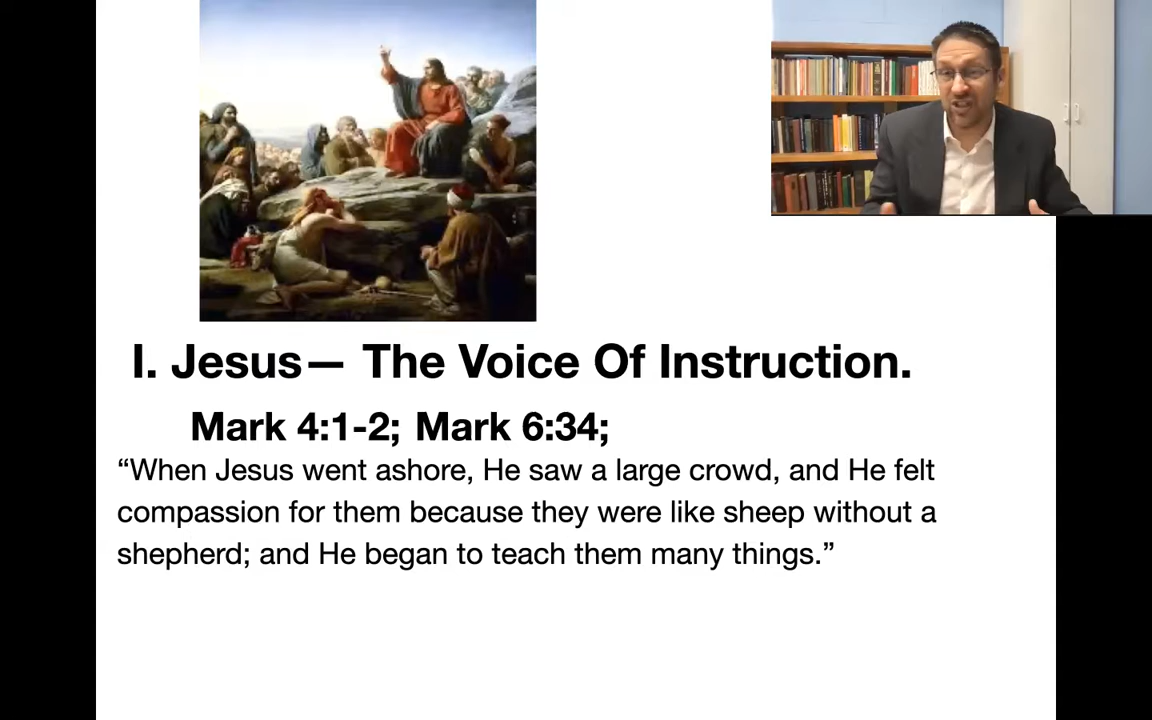 I. Jesus— The Voice Of Instruction.
Mark 4:1-2; Mark 6:34;
“When Jesus went ashore, He saw a large crowd, and He felt
compassion for them because they were like sheep without a
shepherd; and He began to teach them many things.”